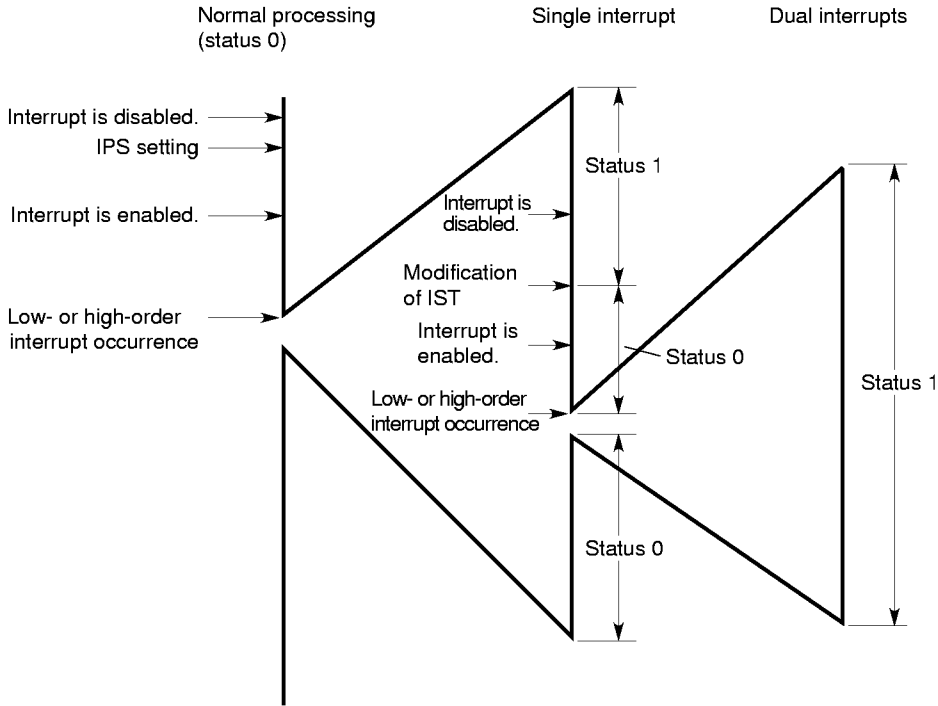 Normal processing
(status 0)
Single interrupt
Dual interrupts
Interrupt is disabled.
IPS setting
Interrupt is enabled.
Low- or high-order
interrupt occurrence
Status 1
Interrupt is
disabled.
Modification
of IST
Interrupt is
enabled.
Status 0
Low- or high-order
interrupt occurrence
Status 1
Status 0